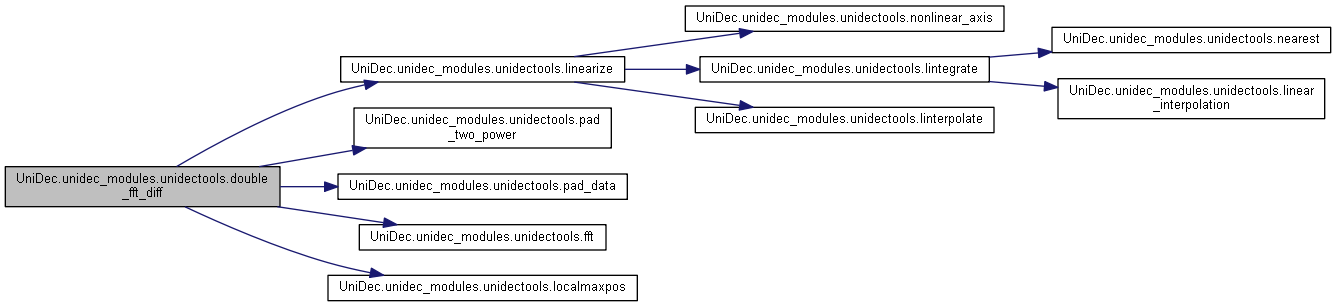 UniDec.unidec_modules.unidectools.double
_fft_diff
UniDec.unidec_modules.unidectools.linearize
UniDec.unidec_modules.unidectools.pad
_two_power
UniDec.unidec_modules.unidectools.pad_data
UniDec.unidec_modules.unidectools.fft
UniDec.unidec_modules.unidectools.localmaxpos
UniDec.unidec_modules.unidectools.nonlinear_axis
UniDec.unidec_modules.unidectools.lintegrate
UniDec.unidec_modules.unidectools.linterpolate
UniDec.unidec_modules.unidectools.nearest
UniDec.unidec_modules.unidectools.linear
_interpolation